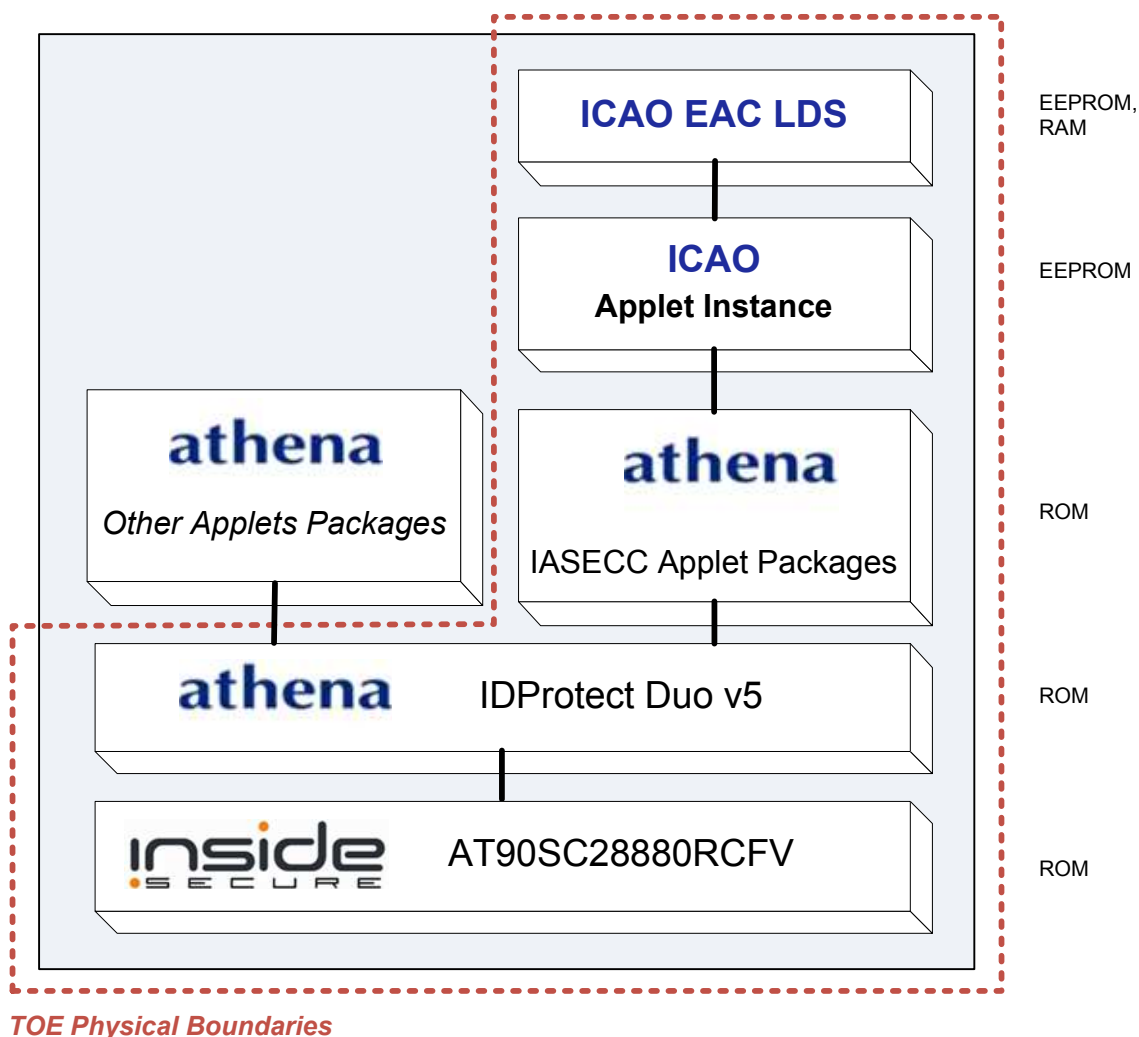 ICAO EAC LDS
EEPROM,
RAM
ICAO
Applet Instance
EEPROM
athena
Other Applets Packages
athena
IASECC Applet Packages
ROM
athena IDProtect Duo v5
ROM
inside
SECURE
AT90SC28880RCFV
ROM
TOE Physical Boundaries